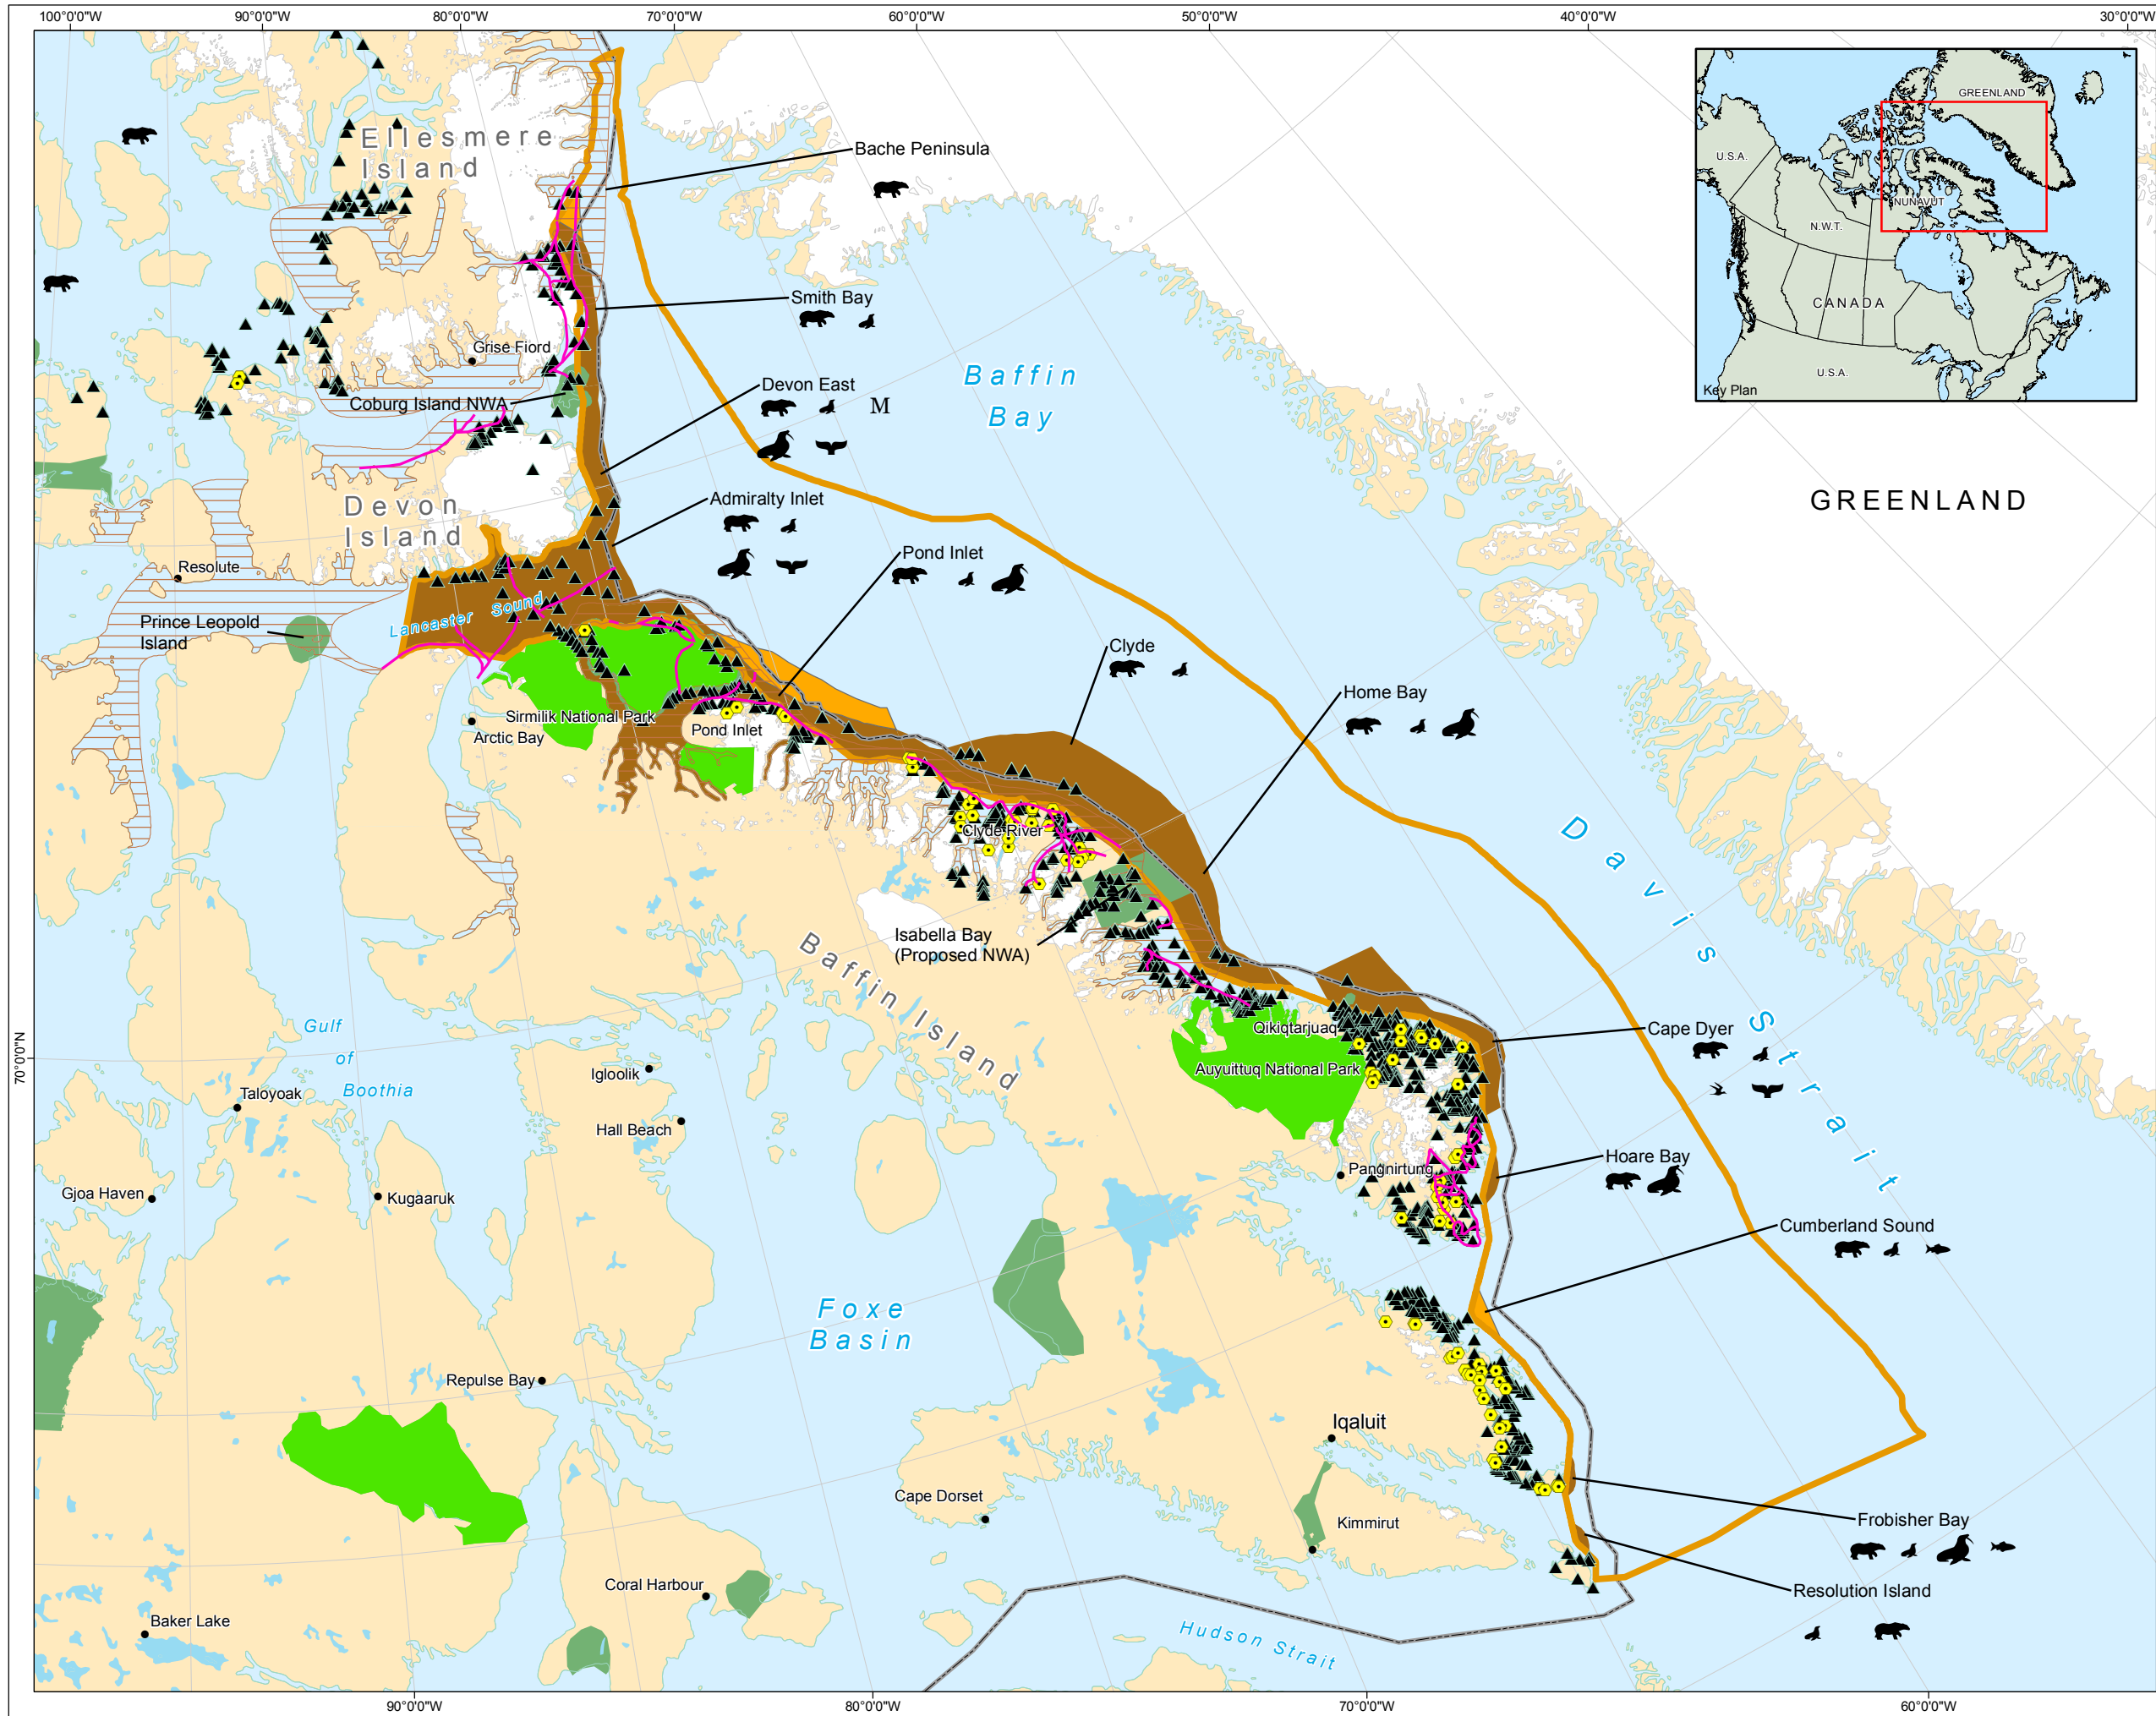 100°0'0"W
90°0'0"W
80°0'0"W
70°0'0"W
60°0'0"W
50°0'0"W
40°0'0"W
30°0'0"W
Ellesmere
Island
Bache Peninsula
GREENLAND
U.S.A.
NUNAVUT
N.W.T.
CANADA
U.S.A.
Key Plan
Smith Bay
Grise Fiord
Baffin
Bay
Devon East
M
Coburg Island NWA
Devon
Island
Admiralty Inlet
GREENLAND
Pond Inlet
Resolute
Lancaster Sound
Prince Leopold
Island
Clyde
Home Bay
Sirmilik National Park
Arctic Bay
Pond Inlet
Clyde River
Davis Strait
Isabella Bay
(Proposed NWA)
Baffin Island
Gulf
of
Boothia
70°0'0"N
Qikiqtarjuaq
Cape Dyer
Auyuittuq National Park
Igloolik
Taloyoak
Hall Beach
Pangnirtung
Hoare Bay
Gjoa Haven
Kugaaruk
Cumberland Sound
Foxe
Basin
Repulse Bay
Iqaluit
Cape Dorset
Kimmirut
Frobisher Bay
Coral Harbour
Resolution Island
Baker Lake
Hudson Strait
90°0'0"W
80°0'0"W
70°0'0"W
60°0'0"W